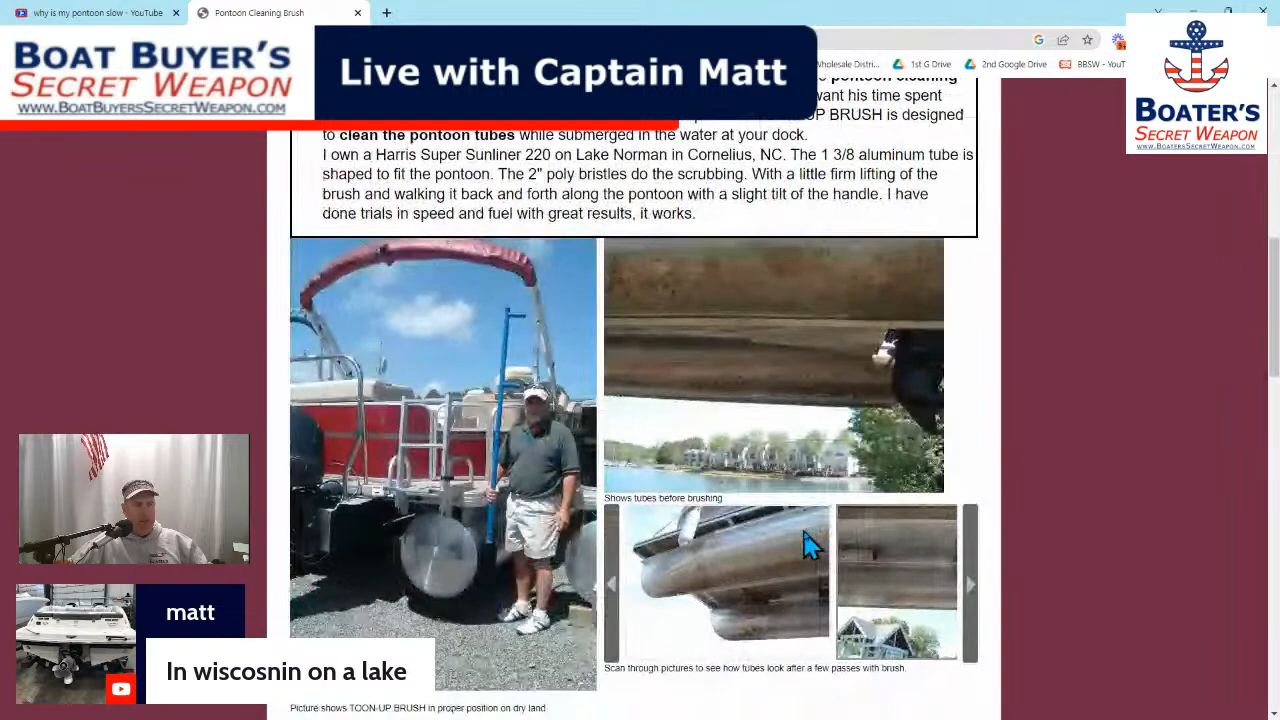 why is my pontoon slow - YouTube
Pontoon Cleaning Brush
BOAT BUYER'S
SECRET WEAPON
WWW.BOATBUYERSSECRETWEAPON.COM
Live with Captain Matt
Wholesale Distri...
1st G Drive
2nd Google Drive
BBSW - YouT
BOATER'S
SECRET WEAPON
WWW.BOATERSSECRETWEAPON.COM
pontoon cleaning
want his time spent
UP BRUSH is designed
to clean the pontoon tubes while submerged in the water at your dock.
I own a Harris Super Sunliner 220 on Lake Norman in Cornelius, NC. The 1 3/8 aluminum tube is
shaped to fit the pontoon. The 2" poly bristles do the scrubbing. With a little firm lifting of the
brush and walking it back and forth along the pontoon with a slight tilt of the handle. I have
done trials in speed and fuel with great results, it works.
Shows tubes before brushing
Scan through pictures to see how tubes look after a few passes with brush.
Picture shows TOON-UP BRUSH in proper position on dry land
matt
In wiscosnin on a lake